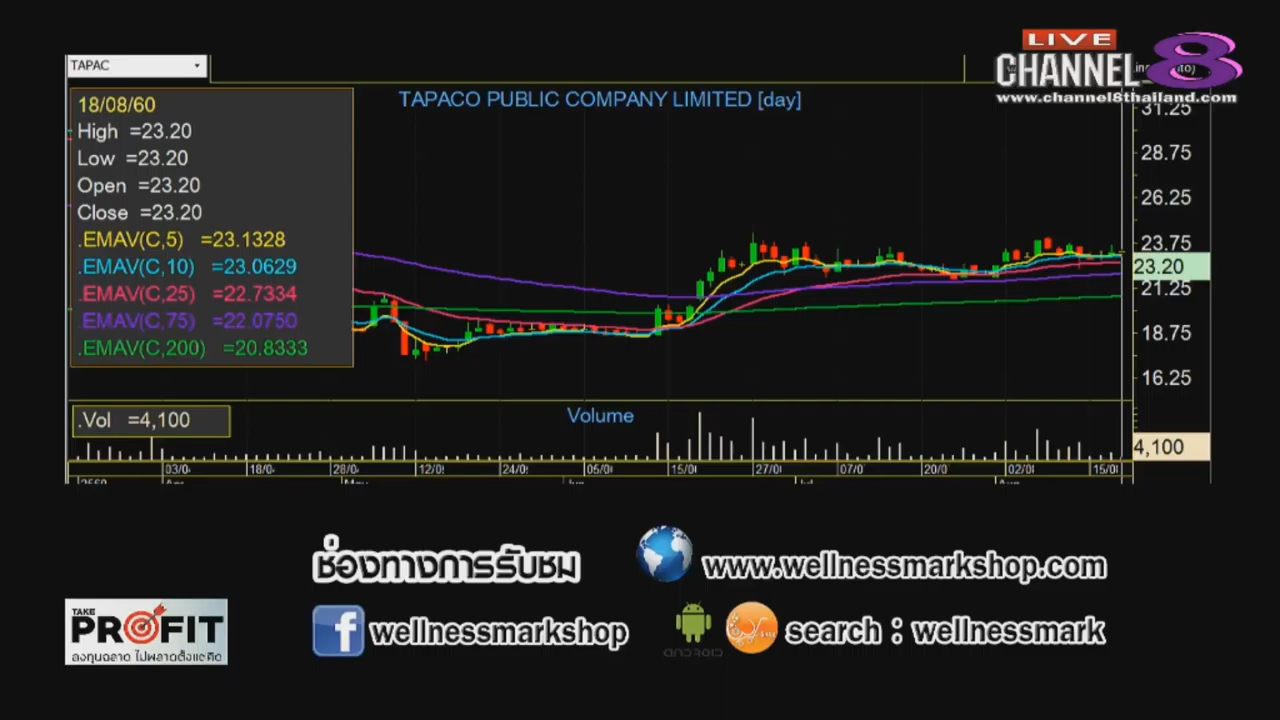 LIVE
CHANNEL 8
www.channel8thailand.com
TAPAC
TAPACO PUBLIC COMPANY LIMITED [day]
18/08/60
High =23.20
Low =23.20
Open =23.20
Close =23.20
.EMAV(C,5) =23.1328
.EMAV(C,10) =23.0629
.EMAV(C,25) =22.7334
.EMAV(C,75) =22.0750
.EMAV(C,200) =20.8333
31.25
28.75
26.25
23.75
23.20
21.25
18.75
16.25
.Vol =4,100
Volume
4,100
03/0 18/0 28/0 12/0 24/0 05/0 15/0 27/0 07/0 20/0 02/0 15/0
ช่องทางการรับชม
www.wellnessmarkshop.com
TAKE
PROFIT
ลงทุนฉลาด ไม่พลาดตั้งแต่คิด
wellnessmarkshop
ANDROID
search : wellnessmark